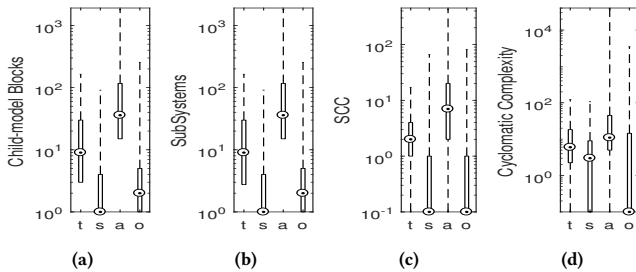 Child-model Blocks
10³
10²
10¹
10⁰
t s a o
(a)
SubSystems
10³
10²
10¹
10⁰
t s a o
(b)
SCC
10²
10¹
10⁰
10⁻¹
t s a o
(c)
Cyclomatic Complexity
10⁴
10²
10⁰
t s a o
(d)